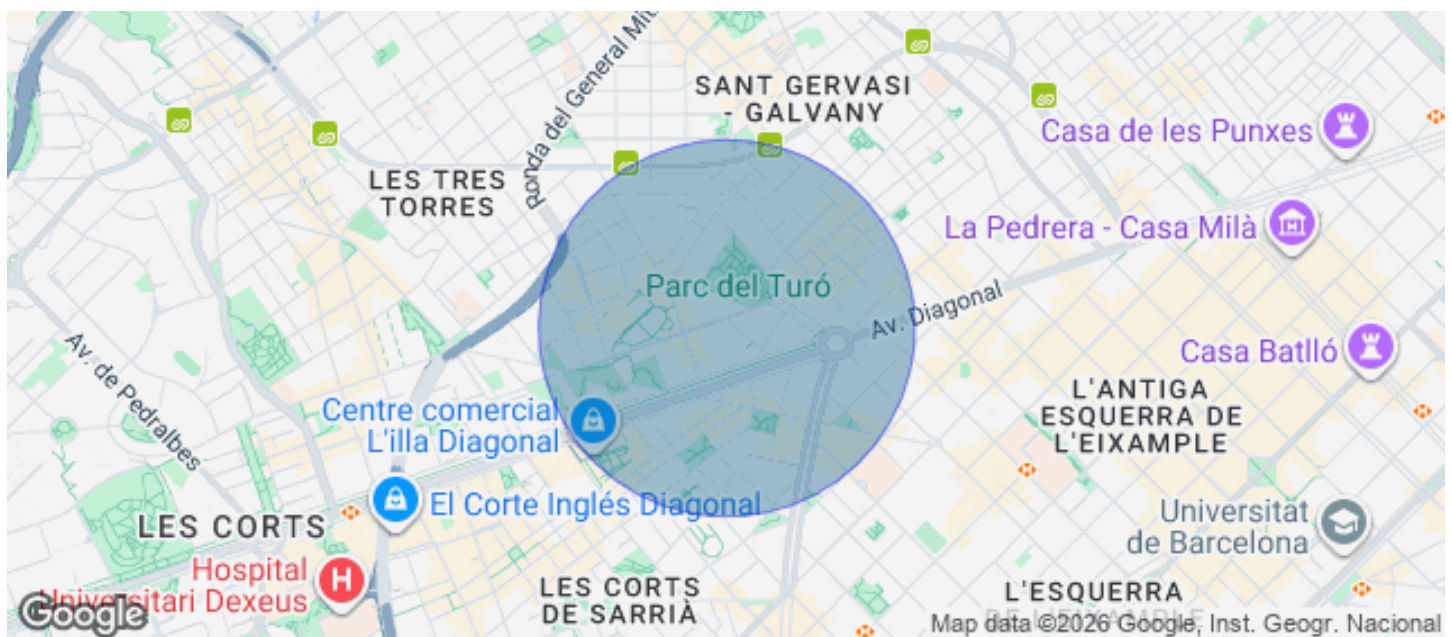 SANT GERVASI
- GALVANY
Casa de les Punxes
Ronda del General Mit
LES TRES
TORRES
La Pedrera - Casa Milà
Parc del Turó
Av. Diagonal
Casa Batlló
Av. de Pedralbes
Centre comercial
L'illa Diagonal
L'ANTIGA
ESQUERRA DE
L'EIXAMPLE
El Corte Inglés Diagonal
LES CORTS
Universitat
de Barcelona
Hospital
Universitari Dexeus
LES CORTS
DE SARRIÀ
L'ESQUERRA
DE L'EIXAMPLE
Google
Map data ©2026 Google, Inst. Geogr. Nacional